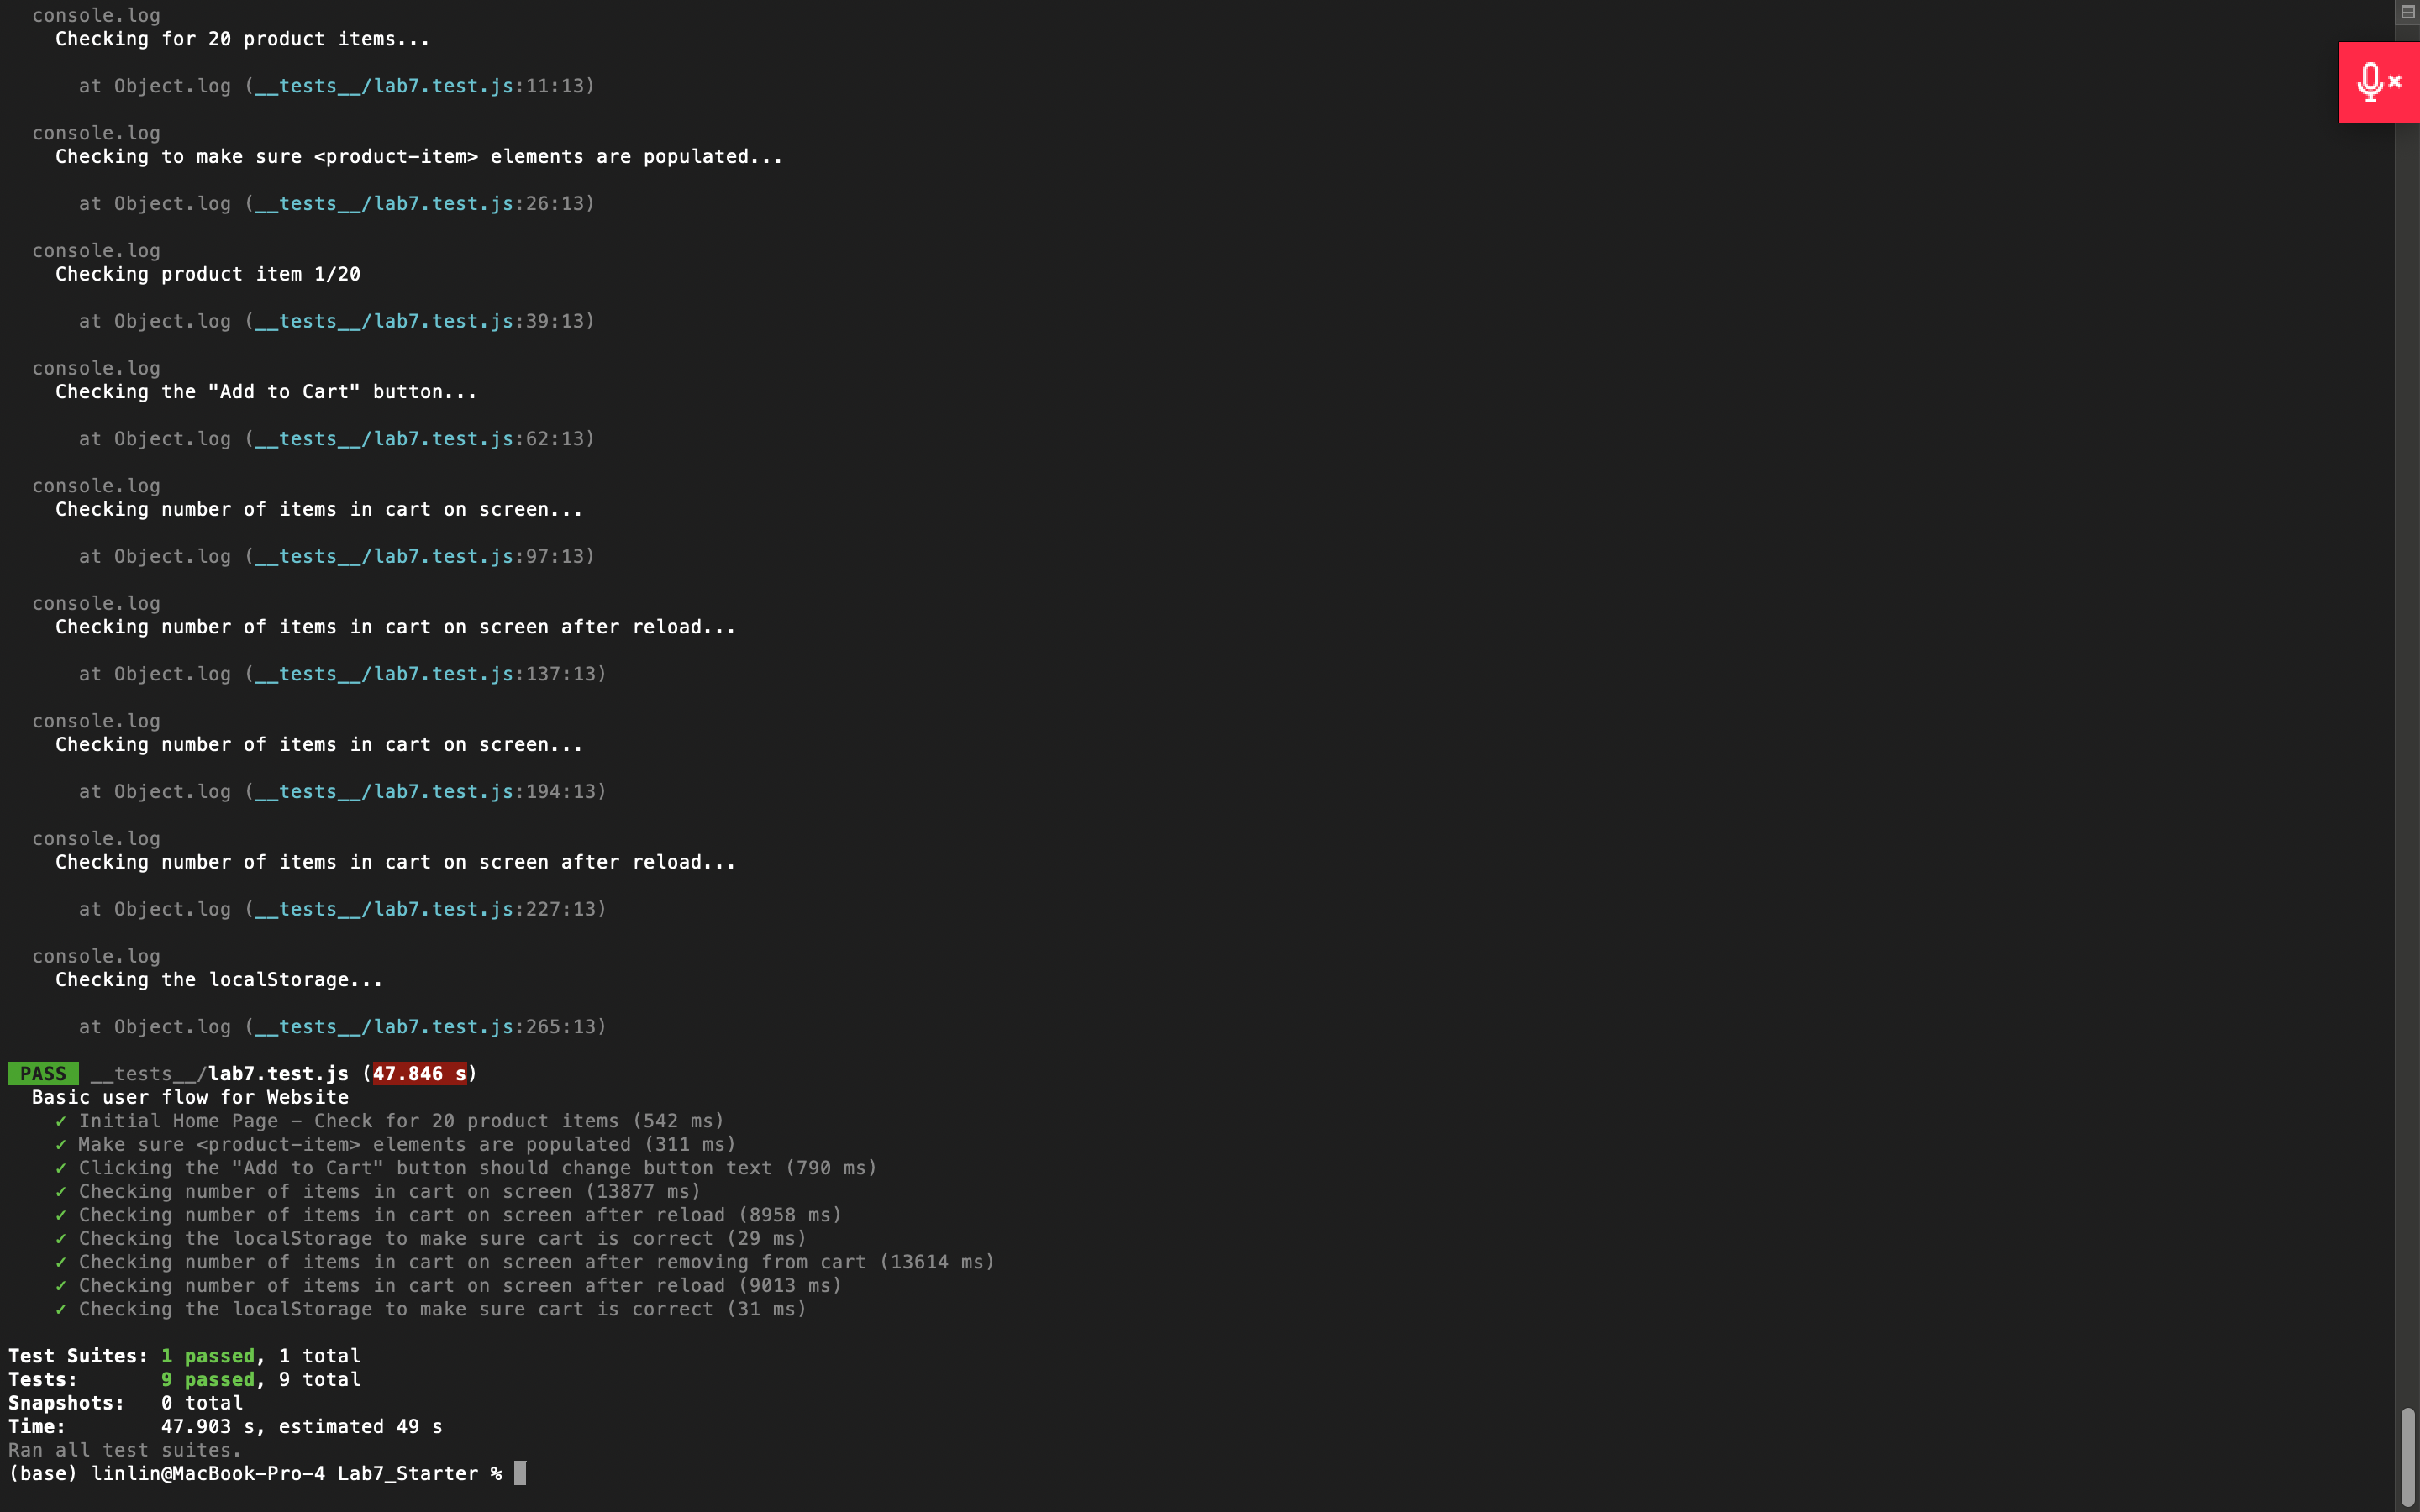 console.log
Checking for 20 product items...
at Object.log (__tests__/lab7.test.js:11:13)
console.log
Checking to make sure <product-item> elements are populated...
at Object.log (__tests__/lab7.test.js:26:13)
console.log
Checking product item 1/20
at Object.log (__tests__/lab7.test.js:39:13)
console.log
Checking the "Add to Cart" button...
at Object.log (__tests__/lab7.test.js:62:13)
console.log
Checking number of items in cart on screen...
at Object.log (__tests__/lab7.test.js:97:13)
console.log
Checking number of items in cart on screen after reload...
at Object.log (__tests__/lab7.test.js:137:13)
console.log
Checking number of items in cart on screen...
at Object.log (__tests__/lab7.test.js:194:13)
console.log
Checking number of items in cart on screen after reload...
at Object.log (__tests__/lab7.test.js:227:13)
console.log
Checking the localStorage...
at Object.log (__tests__/lab7.test.js:265:13)
PASS __tests__/lab7.test.js (47.846 s)
Basic user flow for Website
✓ Initial Home Page – Check for 20 product items (542 ms)
✓ Make sure <product-item> elements are populated (311 ms)
✓ Clicking the "Add to Cart" button should change button text (790 ms)
✓ Checking number of items in cart on screen (13877 ms)
✓ Checking number of items in cart on screen after reload (8958 ms)
✓ Checking the localStorage to make sure cart is correct (29 ms)
✓ Checking number of items in cart on screen after removing from cart (13614 ms)
✓ Checking number of items in cart on screen after reload (9013 ms)
✓ Checking the localStorage to make sure cart is correct (31 ms)
Test Suites: 1 passed, 1 total
Tests: 9 passed, 9 total
Snapshots: 0 total
Time: 47.903 s, estimated 49 s
Ran all test suites.
(base) linlin@MacBook-Pro-4 Lab7_Starter %